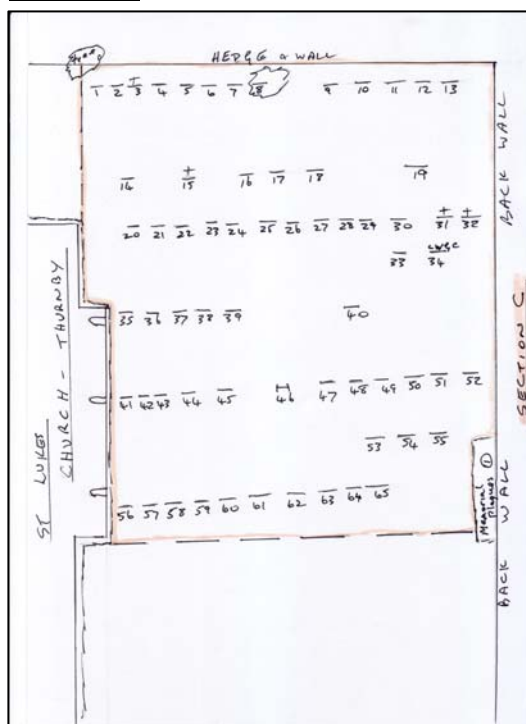 HEDGE & WALL
1 2 3 4 5 6 7 8 9 10 11 12 13
14 15 16 17 18 19
20 21 22 23 24 25 26 27 28 29 30 31 32
33 34
35 36 37 38 39 40
41 42 43 44 45 46 47 48 49 50 51 52
53 54 55
56 57 58 59 60 61 62 63 64 65
ST LUKES
CHURCH - THURNBY
BACK WALL
SECTION C
Memorial
Plaques ①
BACK WALL